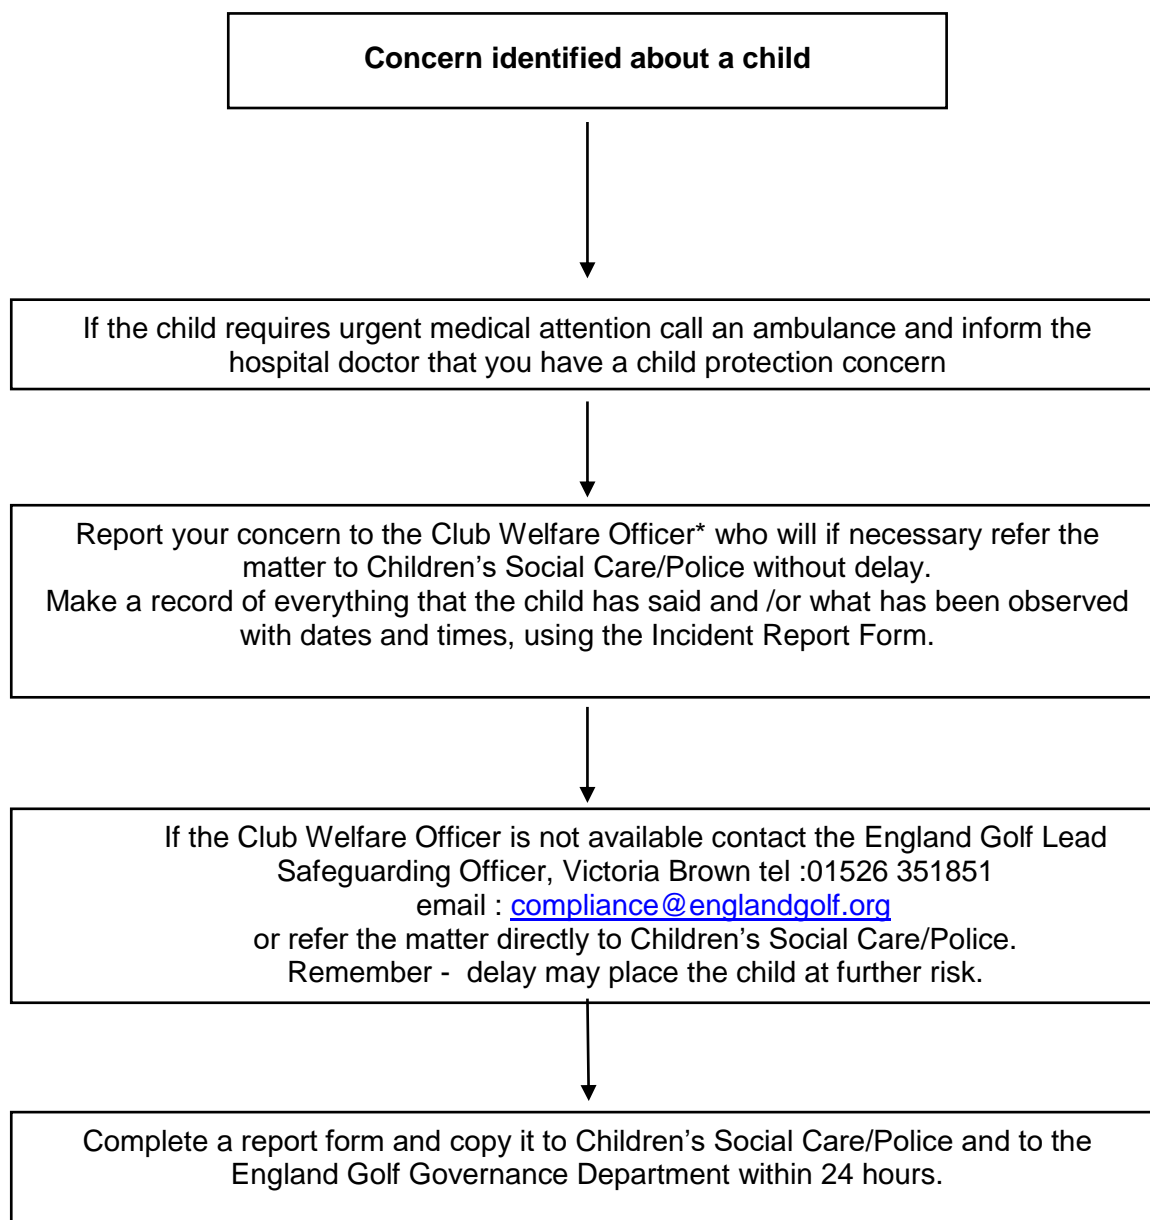 Concern identified about a child
If the child requires urgent medical attention call an ambulance and inform the
hospital doctor that you have a child protection concern
Report your concern to the Club Welfare Officer* who will if necessary refer the
matter to Children’s Social Care/Police without delay.
Make a record of everything that the child has said and /or what has been observed
with dates and times, using the Incident Report Form.
If the Club Welfare Officer is not available contact the England Golf Lead
Safeguarding Officer, Victoria Brown tel :01526 351851
email : compliance@englandgolf.org
or refer the matter directly to Children’s Social Care/Police.
Remember -  delay may place the child at further risk.
Complete a report form and copy it to Children’s Social Care/Police and to the
England Golf Governance Department within 24 hours.